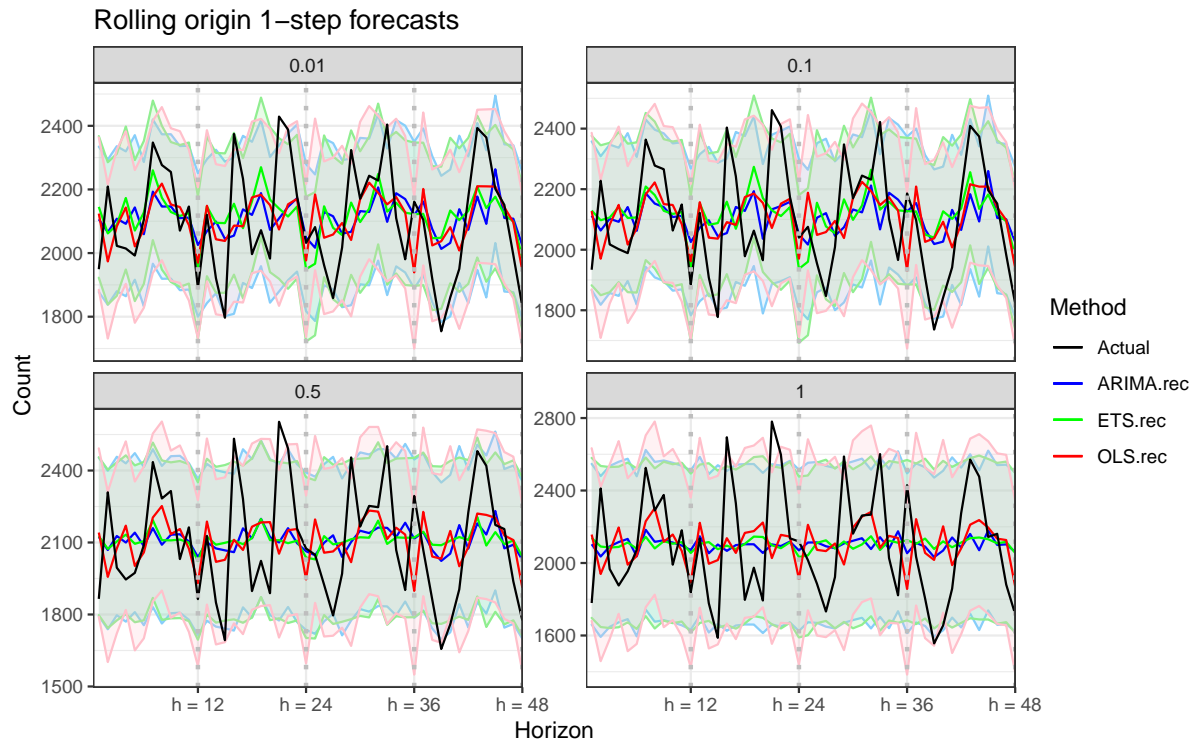 Rolling origin 1−step forecasts
0.01
0.1
2400
2200
2000
1800
2400
2200
2000
1800
0.5
1
2400
2100
1800
1500
2800
2400
2000
1600
h = 12
h = 24
h = 36
h = 48
h = 12
h = 24
h = 36
h = 48
Count
Horizon
Method
Actual
ARIMA.rec
ETS.rec
OLS.rec